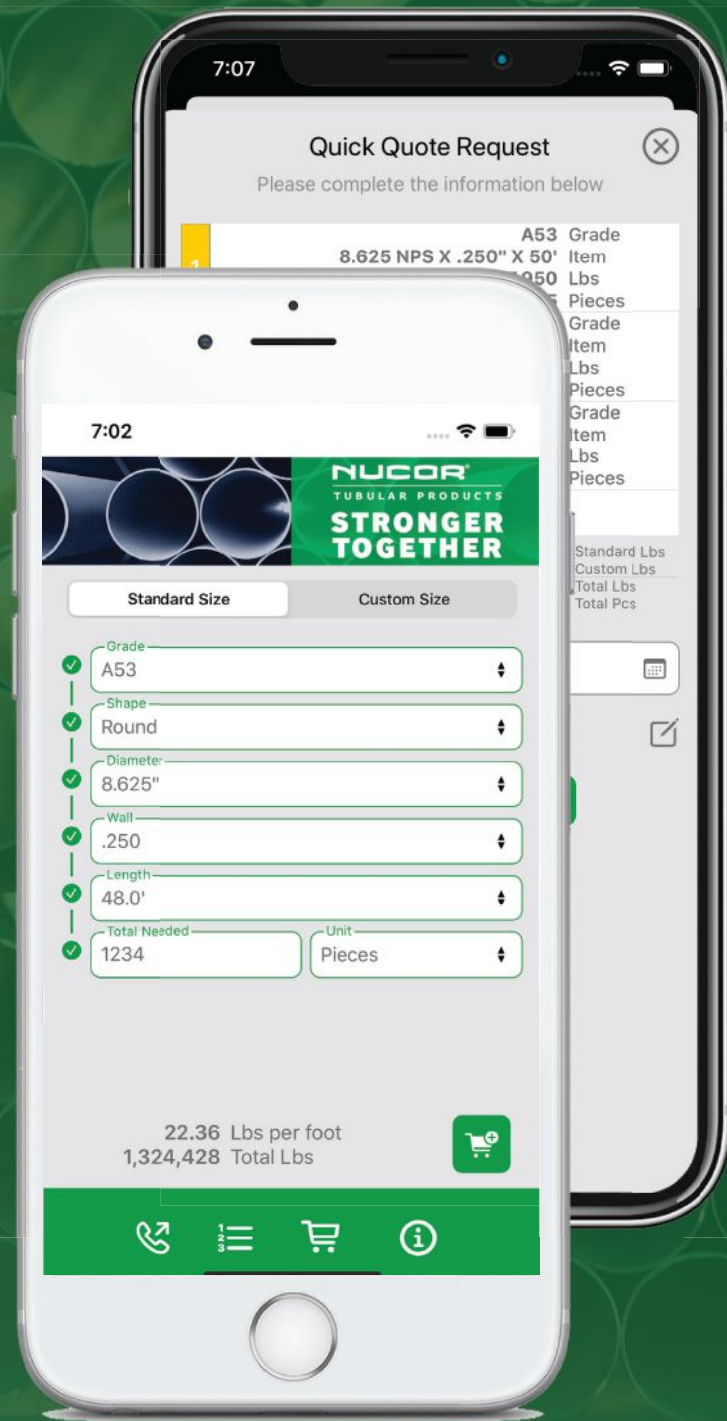 7:07
Quick Quote Request
Please complete the information below
A53 Grade
8.625 NPS X .250" X 50' Item
950 Lbs
Pieces
Grade
Item
Lbs
Pieces
Grade
Item
Lbs
Pieces
Standard Lbs
Custom Lbs
Total Lbs
Total Pcs
7:02
NUCOR®
TUBULAR PRODUCTS
STRONGER
TOGETHER
Standard Size Custom Size
Grade
A53
Shape
Round
Diameter
8.625"
Wall
.250
Length
48.0'
Total Needed Unit
1234 Pieces
22.36 Lbs per foot
1,324,428 Total Lbs